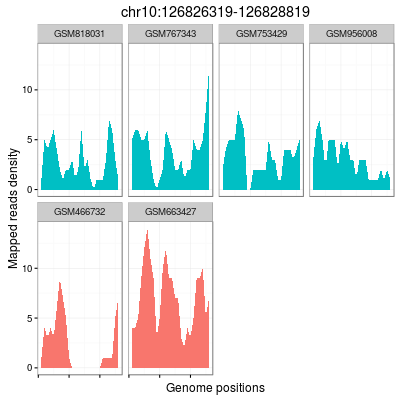 chr10:126826319-126828819
GSM818031 GSM767343 GSM753429 GSM956008
10
5
0
GSM466732 GSM663427
10
5
0
Mapped reads density
Genome positions